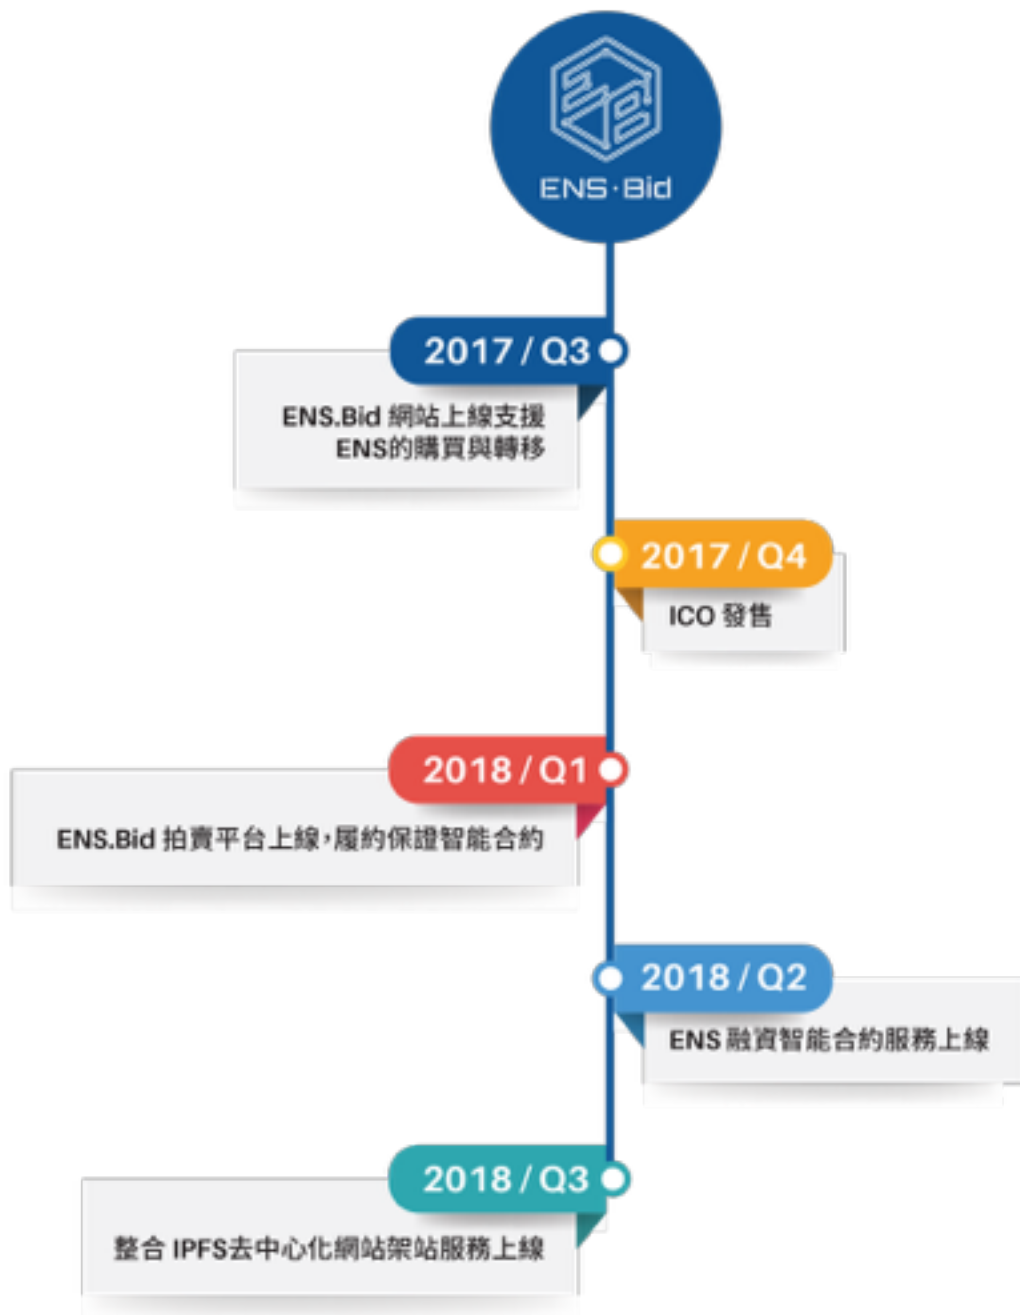 ENS·Bid
2017 / Q3
ENS.Bid 網站上線支援
ENS的購買與轉移
2017 / Q4
ICO 發售
2018 / Q1
ENS.Bid 拍賣平台上線，履約保證智能合約
2018 / Q2
ENS 融資智能合約服務上線
2018 / Q3
整合 IPFS去中心化網站架站服務上線